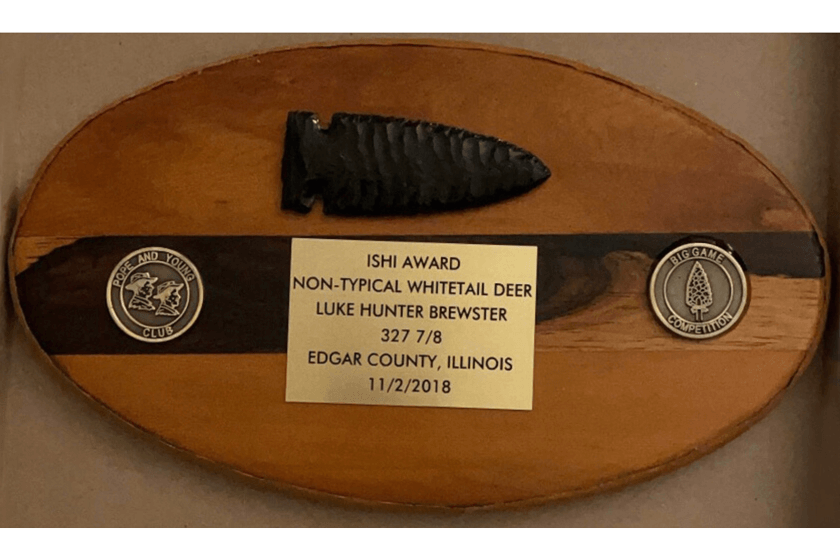 ISHI AWARD
NON-TYPICAL WHITETAIL DEER
LUKE HUNTER BREWSTER
327 7/8
EDGAR COUNTY, ILLINOIS
11/2/2018
POPE AND YOUNG
CLUB
BIG GAME
COMPETITION